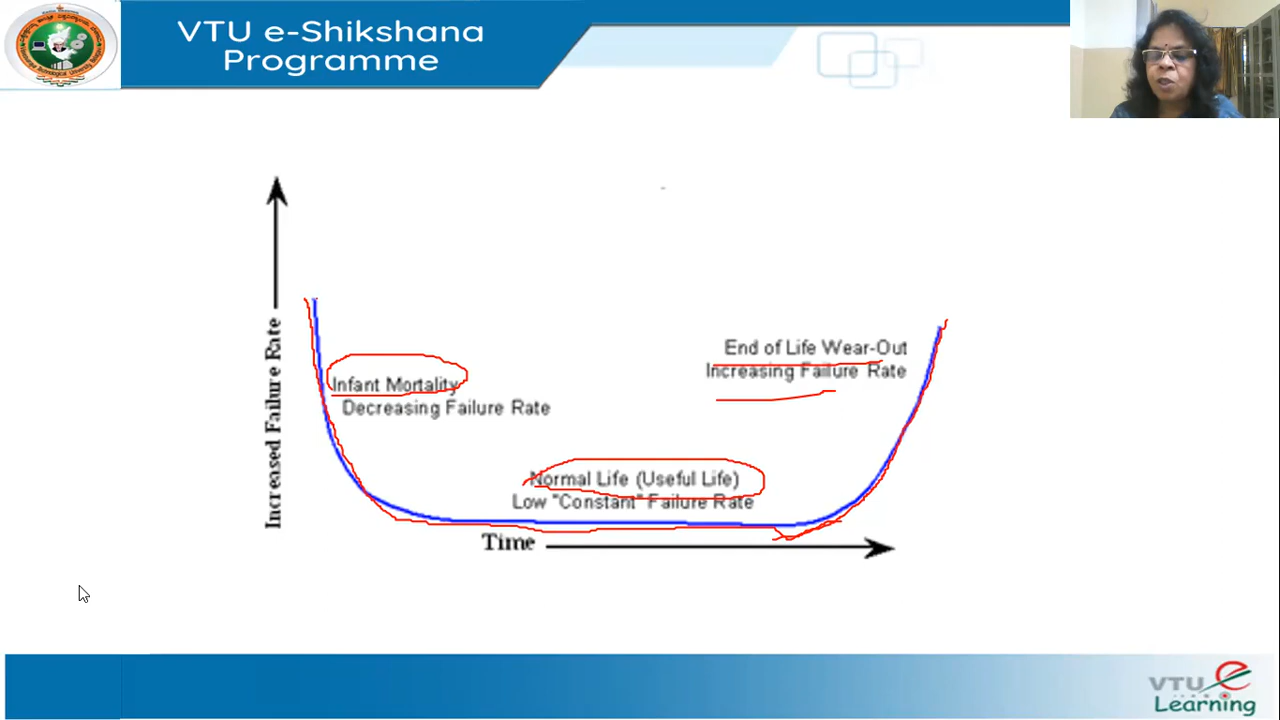 VTU e-Shikshana
Programme
Increased Failure Rate
Infant Mortality
Decreasing Failure Rate
End of Life Wear-Out
Increasing Failure Rate
Normal Life (Useful Life)
Low "Constant" Failure Rate
Time
VTU e
Learning